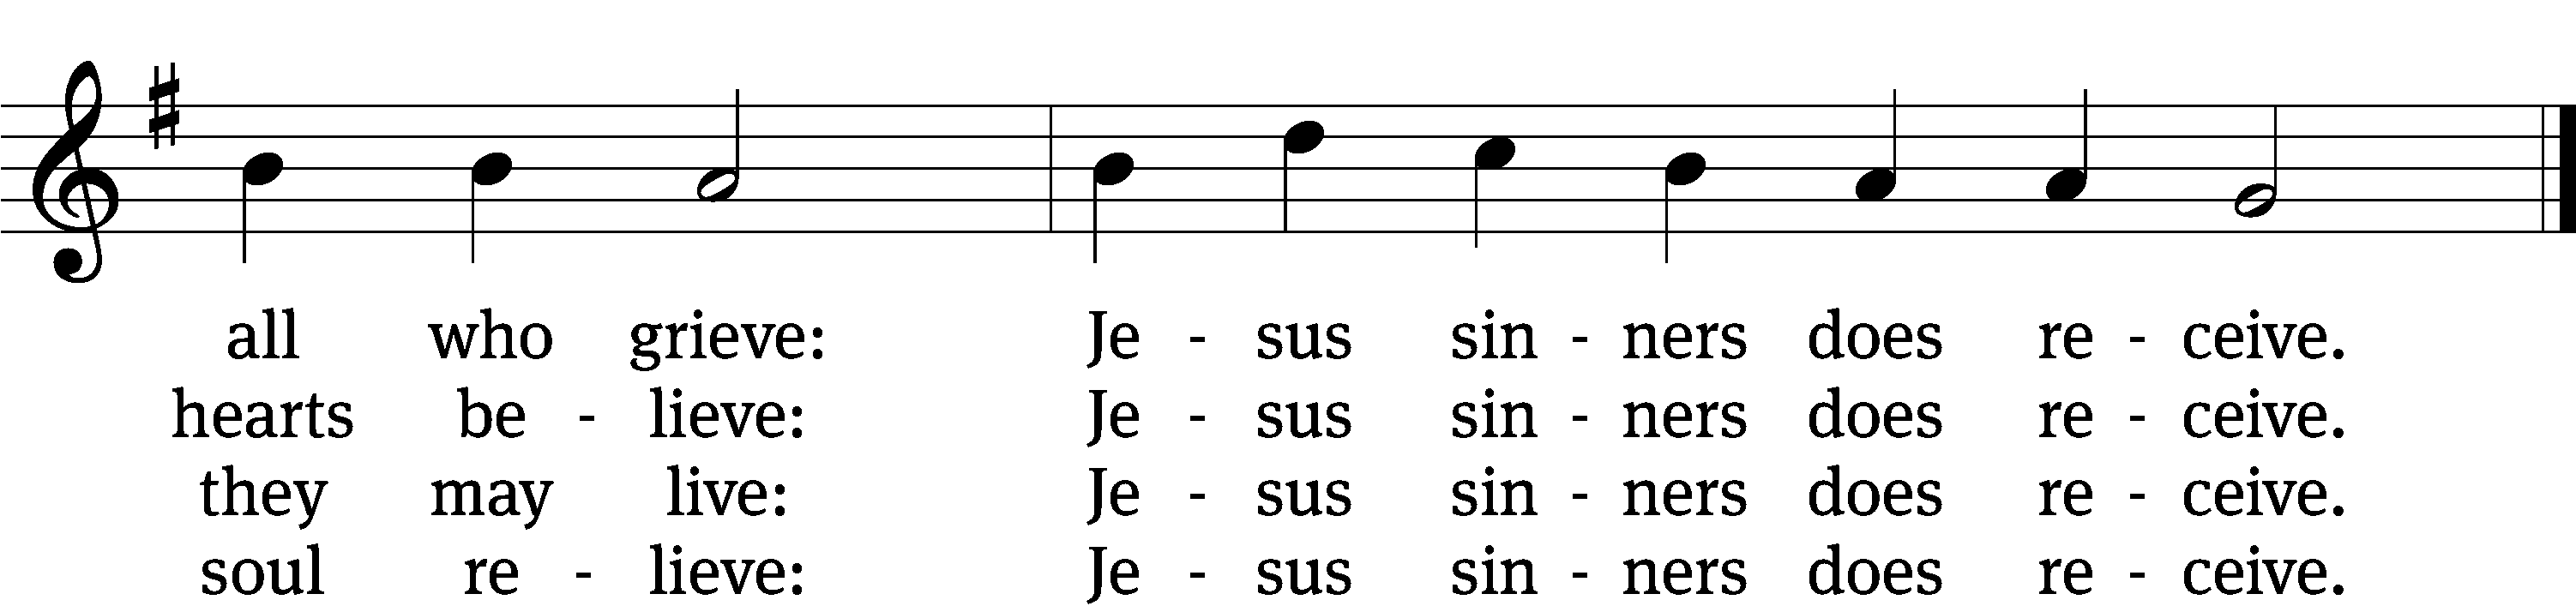 all who grieve: Je - sus sin - ners does re - ceive.
hearts be - lieve: Je - sus sin - ners does re - ceive.
they may live: Je - sus sin - ners does re - ceive.
soul re - lieve: Je - sus sin - ners does re - ceive.